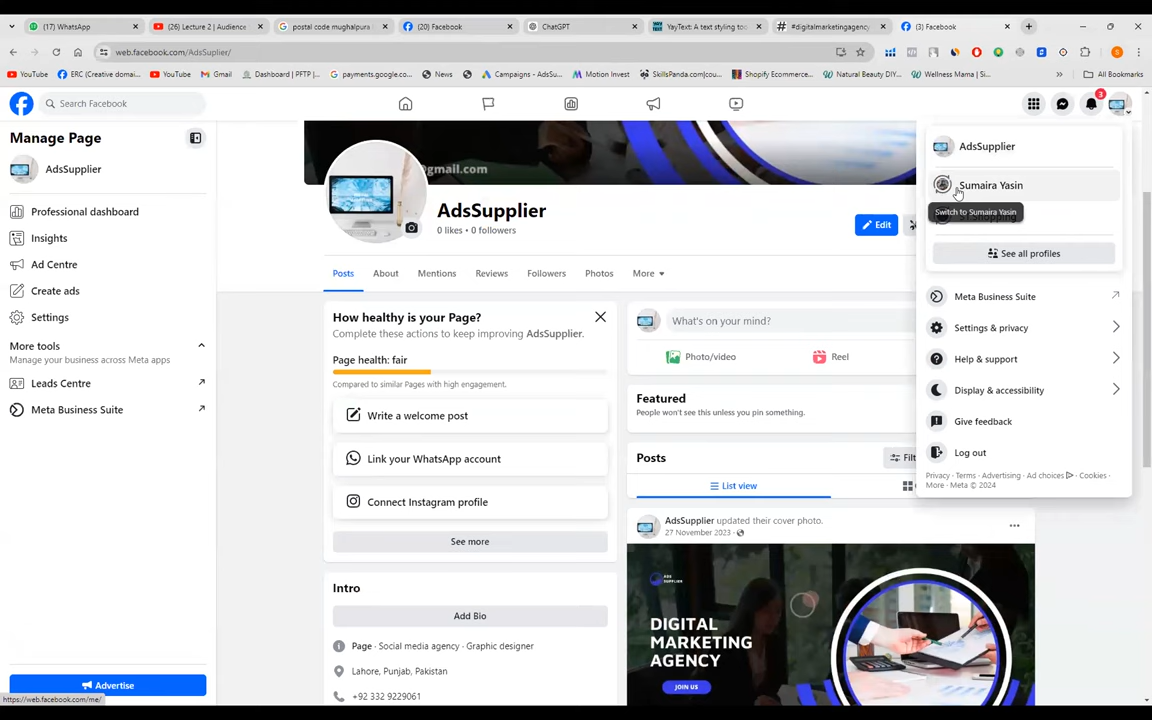 (17) WhatsApp
(26) Lecture 2 | Audience
postal code mughalpura
(20) Facebook
ChatGPT
YayText: A text styling too
#digitalmarketingagency
(3) Facebook
web.facebook.com/AdsSuplier/
YouTube
ERC (Creative domai...
YouTube
Gmail
Dashboard | PFTP |...
payments.google.co...
News
Campaigns - AdsSu...
Motion Invest
SkillsPanda.com|cou...
Shopify Ecommerce...
Natural Beauty DIY...
Wellness Mama | Si...
All Bookmarks
Search Facebook
3
Manage Page
AdsSupplier
Professional dashboard
Insights
Ad Centre
Create ads
Settings
More tools
Manage your business across Meta apps
Leads Centre
Meta Business Suite
Advertise
https://web.facebook.com/me/
@gmail.com
AdsSupplier
0 likes • 0 followers
Edit
Posts
About
Mentions
Reviews
Followers
Photos
More
How healthy is your Page?
Complete these actions to keep improving AdsSupplier.
Page health: fair
Compared to similar Pages with high engagement.
Write a welcome post
Link your WhatsApp account
Connect Instagram profile
See more
Intro
Add Bio
Page · Social media agency · Graphic designer
Lahore, Punjab, Pakistan
+92 332 9229061
What's on your mind?
Photo/video
Reel
Featured
People won't see this unless you pin something.
Posts
List view
AdsSupplier updated their cover photo.
27 November 2023
ADS
SUPPLIER
DIGITAL
MARKETING
AGENCY
JOIN US
AdsSupplier
Sumaira Yasin
Switch to Sumaira Yasin
See all profiles
Meta Business Suite
Settings & privacy
Help & support
Display & accessibility
Give feedback
Log out
Privacy · Terms · Advertising · Ad choices · Cookies ·
More · Meta © 2024